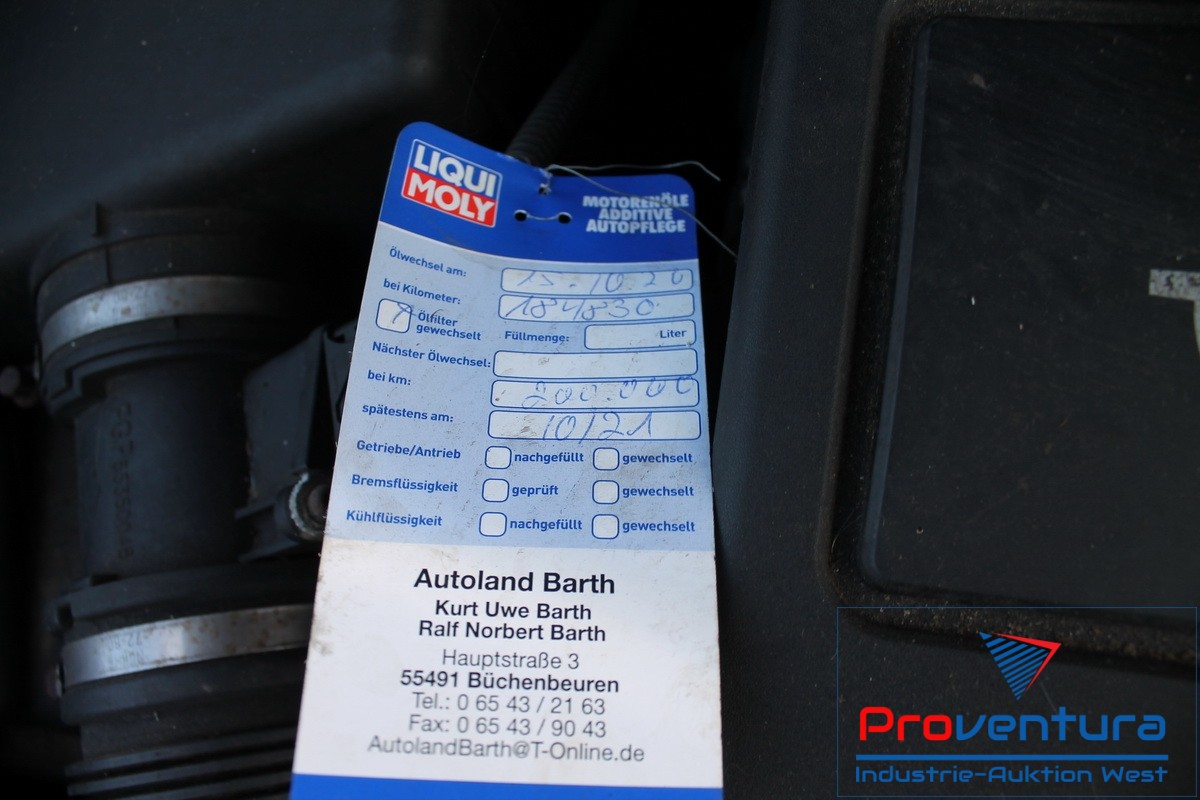 LIQUI
MOLY
MOTORENÖLE
ADDITIVE
AUTOPFLEGE
Ölwechsel am: 15.10.20
bei Kilometer: 184830
Ölfilter
gewechselt
Füllmenge: Liter
Nächster Ölwechsel:
bei km: 200.000
spätestens am: 10/21
Getriebe/Antrieb nachgefüllt gewechselt
Bremsflüssigkeit geprüft gewechselt
Kühlflüssigkeit nachgefüllt gewechselt
Autoland Barth
Kurt Uwe Barth
Ralf Norbert Barth
Hauptstraße 3
55491 Büchenbeuren
Tel.: 0 65 43 / 21 63
Fax: 0 65 43 / 90 43
AutolandBarth@T-Online.de
Proventura
Industrie-Auktion West